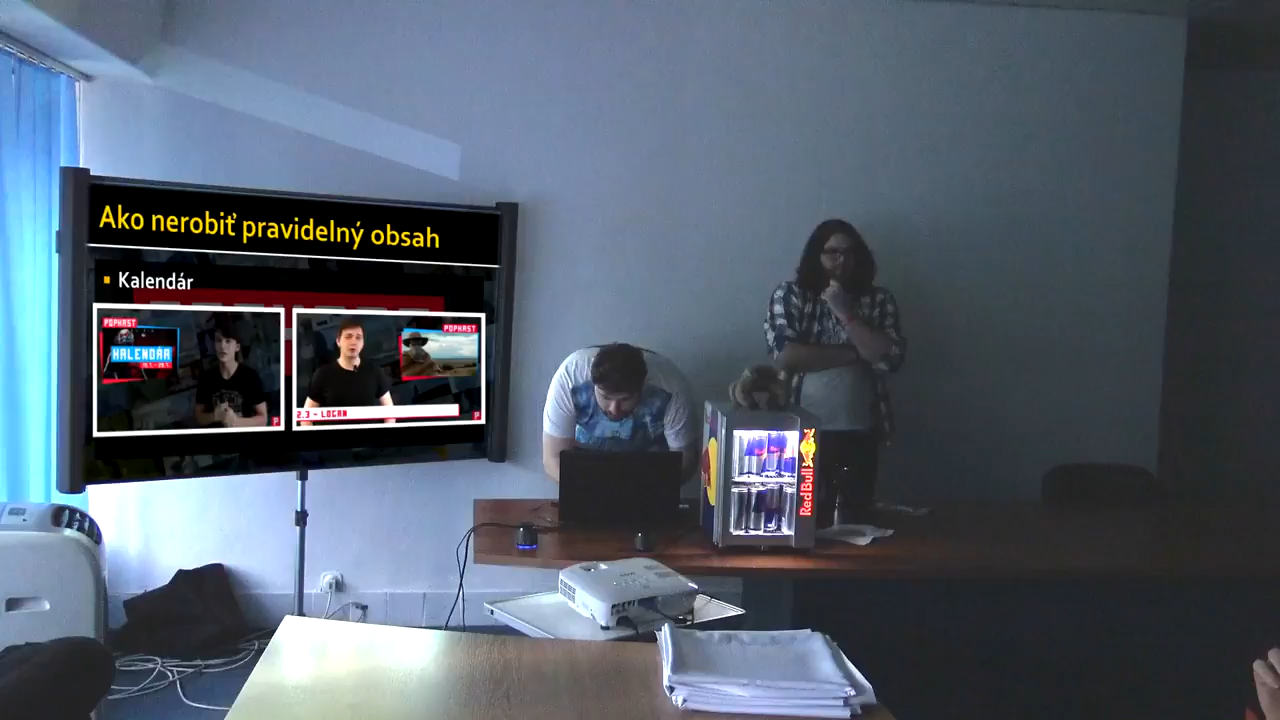 Ako nerobiť pravidelný obsah
Kalendár
POPKAST
KALENDÁR
POPKAST
2.3 - LOGAN
Red Bull